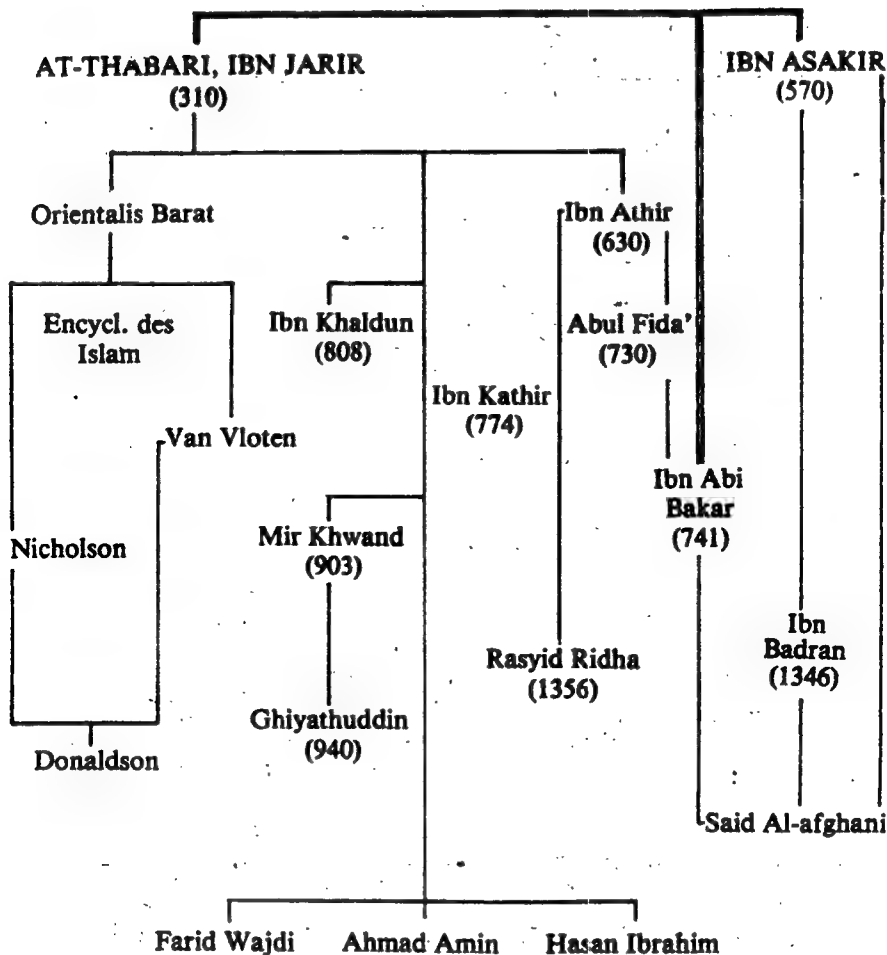 AT-THABARI, IBN JARIR
(310)
IBN ASAKIR
(570)
Orientalis Barat
Ibn Athir
(630)
Encycl. des
Islam
Ibn Khaldun
(808)
Abul Fida'
(730)
Ibn Kathir
(774)
Van Vloten
Ibn Abi
Bakar
(741)
Nicholson
Mir Khwand
(903)
Ibn
Badran
(1346)
Rasyid Ridha
(1356)
Ghiyathuddin
(940)
Donaldson
Said Al-afghani
Farid Wajdi
Ahmad Amin
Hasan Ibrahim